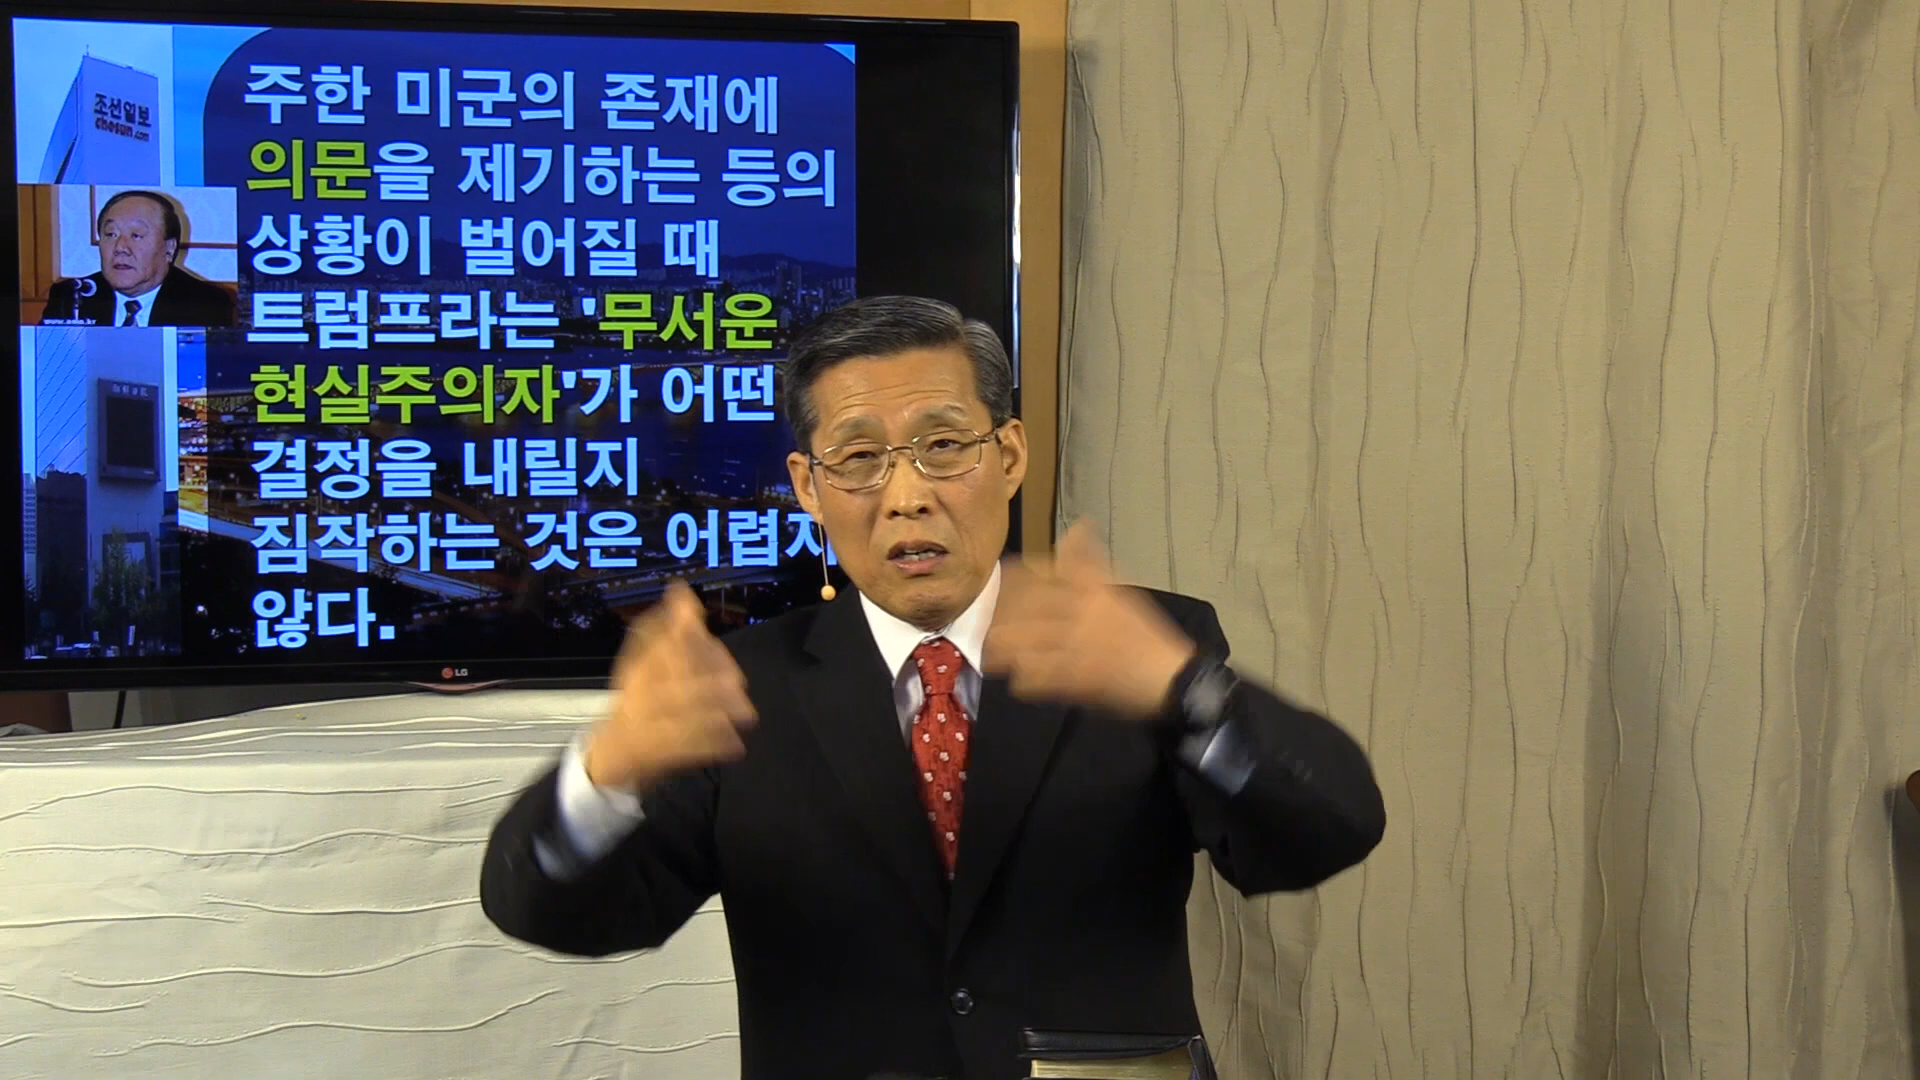 조선일보
chosun.com
주한 미군의 존재에
의문을 제기하는 등의
상황이 벌어질 때
트럼프라는 '무서운
현실주의자'가 어떤
결정을 내릴지
짐작하는 것은 어렵지
않다.
LG